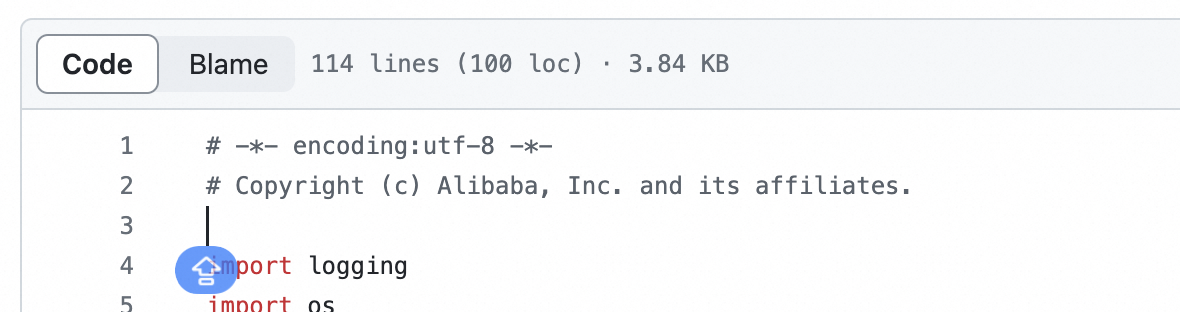 Code Blame 114 lines (100 loc) · 3.84 KB
1 # -*- encoding:utf-8 -*-
2 # Copyright (c) Alibaba, Inc. and its affiliates.
3
4 import logging
5 import os